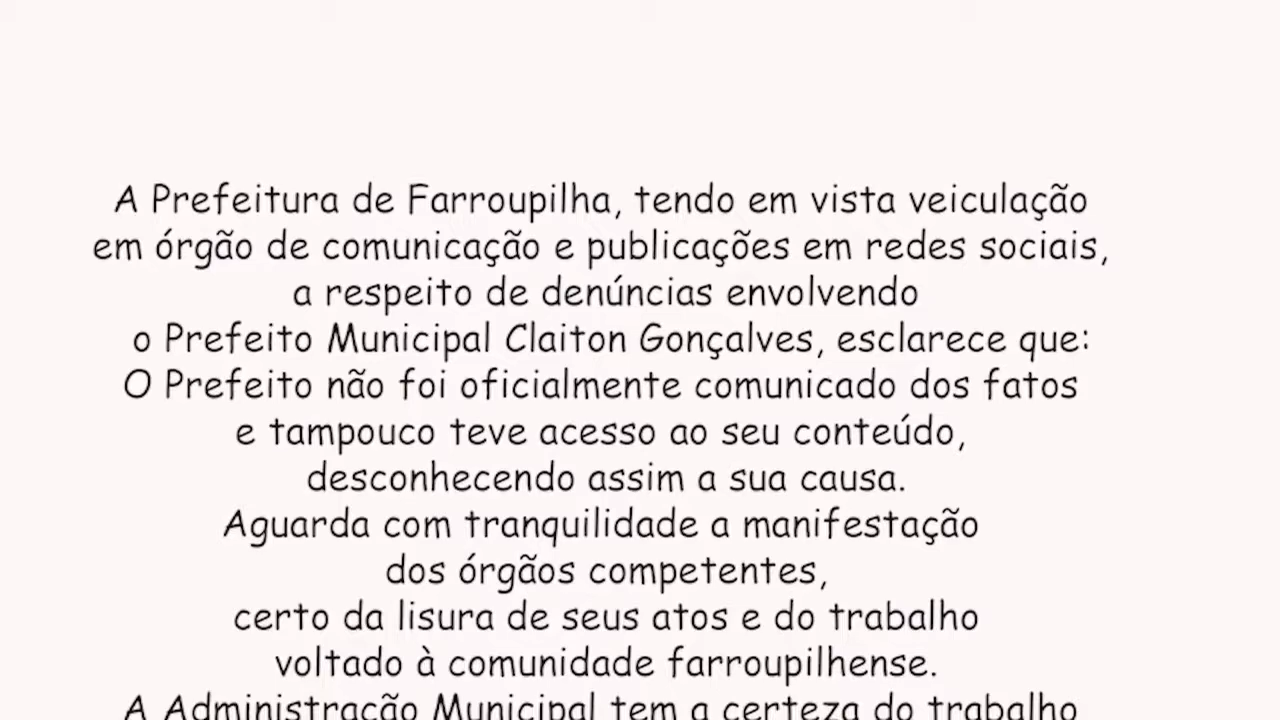 A Prefeitura de Farroupilha, tendo em vista veiculação
em órgão de comunicação e publicações em redes sociais,
a respeito de denúncias envolvendo
o Prefeito Municipal Claiton Gonçalves, esclarece que:
O Prefeito não foi oficialmente comunicado dos fatos
e tampouco teve acesso ao seu conteúdo,
desconhecendo assim a sua causa.
Aguarda com tranquilidade a manifestação
dos órgãos competentes,
certo da lisura de seus atos e do trabalho
voltado à comunidade farroupilhense.
A Administração Municipal tem a certeza do trabalho